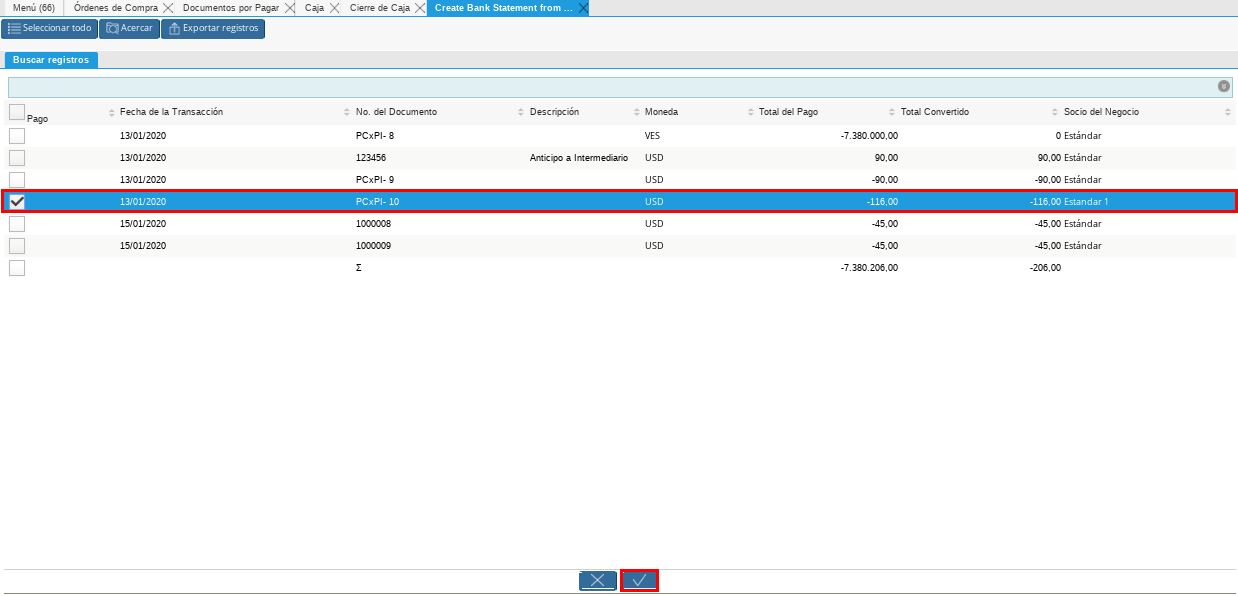 Menú (66) Órdenes de Compra Documentos por Pagar Caja Cierre de Caja Create Bank Statement from ...
Seleccionar todo Acercar Exportar registros
Buscar registros
Pago Fecha de la Transacción No. del Documento Descripción Moneda Total del Pago Total Convertido Socio del Negocio
13/01/2020 PCxPI- 8 VES -7.380.000,00 0 Estándar
13/01/2020 123456 Anticipo a Intermediario USD 90,00 90,00 Estándar
13/01/2020 PCxPI- 9 USD -90,00 -90,00 Estándar
13/01/2020 PCxPI- 10 USD -116,00 -116,00 Estandar 1
15/01/2020 1000008 USD -45,00 -45,00 Estándar
15/01/2020 1000009 USD -45,00 -45,00 Estándar
Σ -7.380.206,00 -206,00